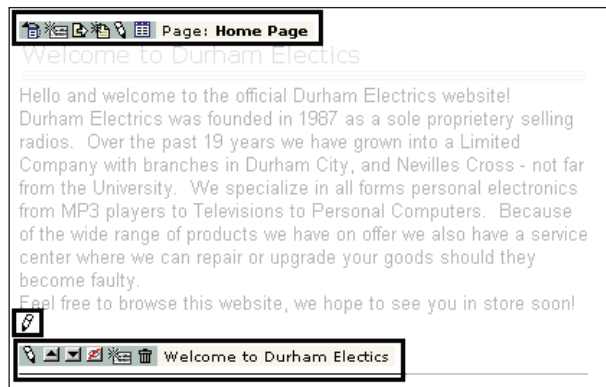 Page: Home Page
Welcome to Durham Electics
Hello and welcome to the official Durham Electrics website!
Durham Electrics was founded in 1987 as a sole proprietery selling
radios. Over the past 19 years we have grown into a Limited
Company with branches in Durham City, and Nevilles Cross - not far
from the University. We specialize in all forms personal electronics
from MP3 players to Televisions to Personal Computers. Because
of the wide range of products we have on offer we also have a service
center where we can repair or upgrade your goods should they
become faulty.
Feel free to browse this website, we hope to see you in store soon!
Welcome to Durham Electics